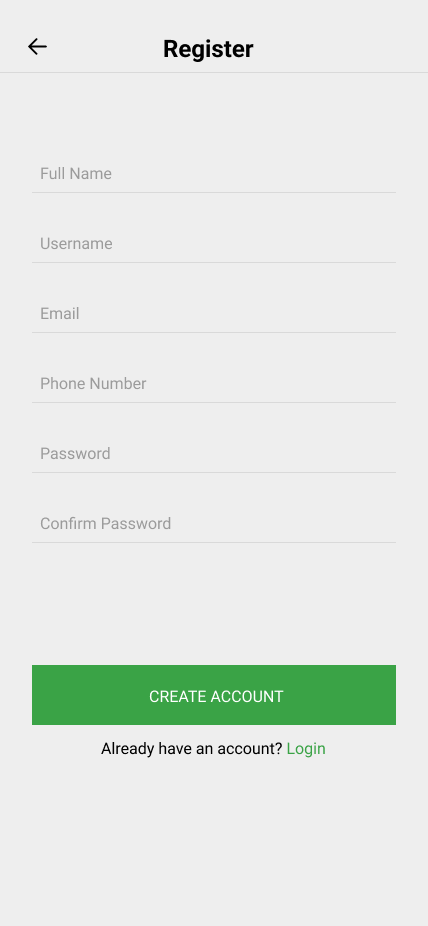 Register
Full Name
Username
Email
Phone Number
Password
Confirm Password
CREATE ACCOUNT
Already have an account? Login